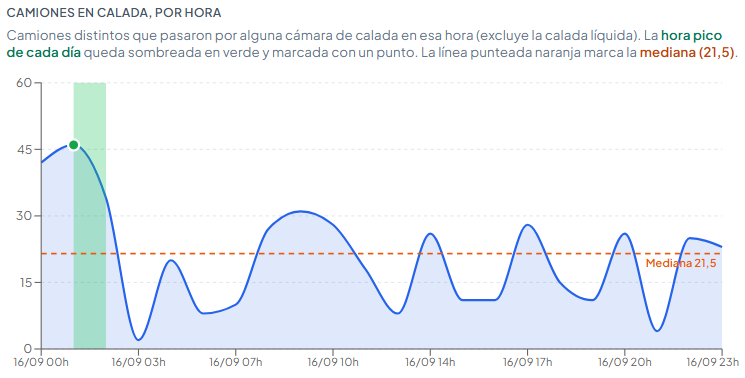 CAMIONES EN CALADA, POR HORA
Camiones distintos que pasaron por alguna cámara de calada en esa hora (excluye la calada líquida). La hora pico
de cada día queda sombreada en verde y marcada con un punto. La línea punteada naranja marca la mediana (21,5).
60
45
30
15
0
Mediana 21,5
16/09 00h 16/09 03h 16/09 07h 16/09 10h 16/09 14h 16/09 17h 16/09 20h 16/09 23h